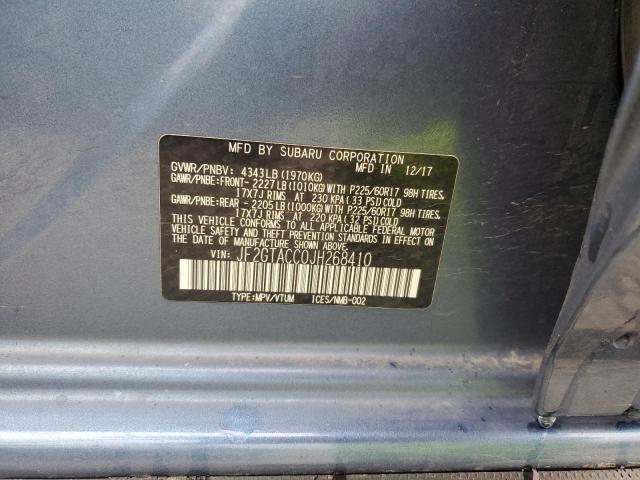 MFD BY SUBARU CORPORATION MFD IN 12/17
GVWR/PNBV: 4343LB(1970KG)
GAWR/PNBE:FRONT- 2227LB(1010KG)WITH P225/60R17 98H TIRES,
17X7J RIMS AT 230 KPA(33 PSI)COLD
GAWR/PNBE:REAR -2205LB(1000KG)WITH P225/60R17 98H TIRES,
17X7J RIMS AT 220 KPA(32 PSI)COLD
THIS VEHICLE CONFORMS TO ALL APPLICABLE FEDERAL MOTOR
VEHICLE SAFETY AND THEFT PREVENTION STANDARDS IN EFFECT ON
THE DATE OF MANUFACTURE SHOWN ABOVE.
VIN: JF2GTACC0JH268410
TYPE:MPV/VTUM ICES/NMB-002